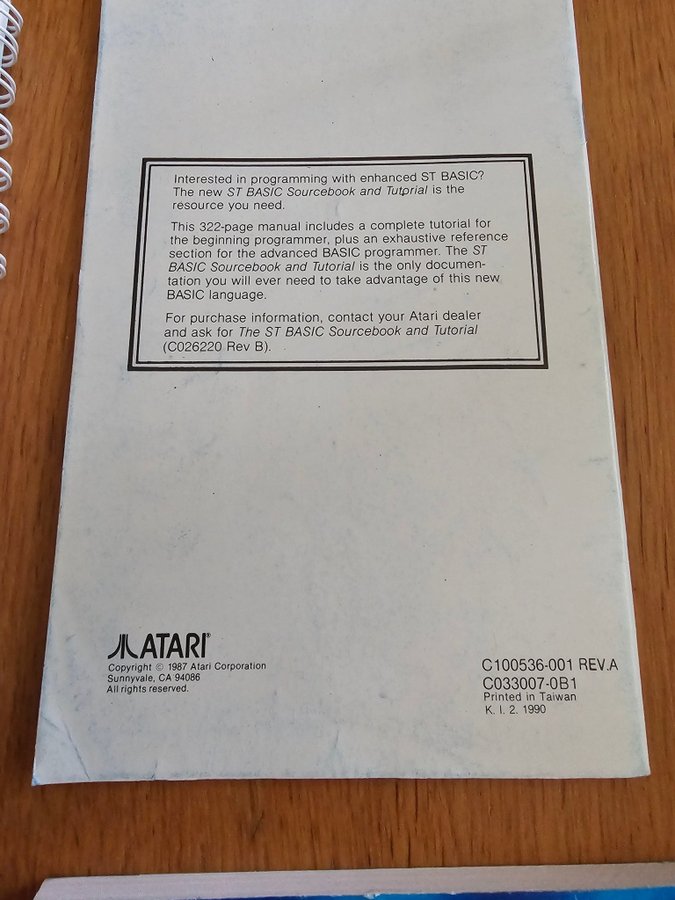 Interested in programming with enhanced ST BASIC?
The new ST BASIC Sourcebook and Tutorial is the
resource you need.
This 322-page manual includes a complete tutorial for
the beginning programmer, plus an exhaustive reference
section for the advanced BASIC programmer. The ST
BASIC Sourcebook and Tutorial is the only documen-
tation you will ever need to take advantage of this new
BASIC language.
For purchase information, contact your Atari dealer
and ask for The ST BASIC Sourcebook and Tutorial
(C026220 Rev B).
ATARI®
Copyright © 1987 Atari Corporation
Sunnyvale, CA 94086
All rights reserved.
C100536-001 REV.A
C033007-0B1
Printed in Taiwan
K. I. 2. 1990